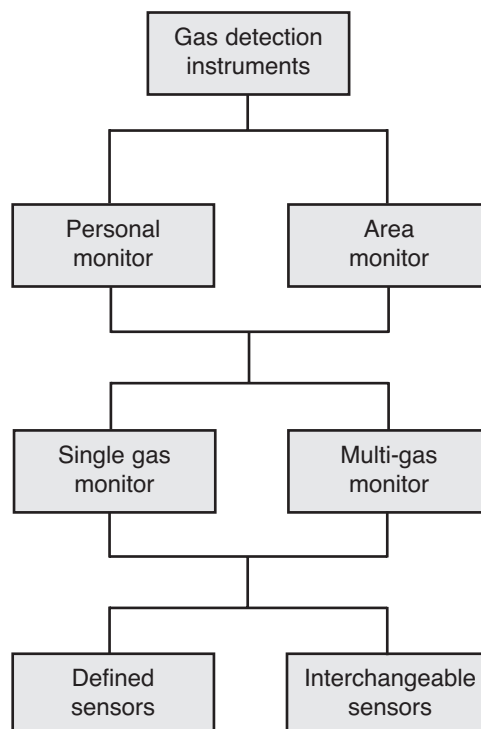 Gas detection
instruments
Personal
monitor
Area
monitor
Single gas
monitor
Multi-gas
monitor
Defined
sensors
Interchangeable
sensors